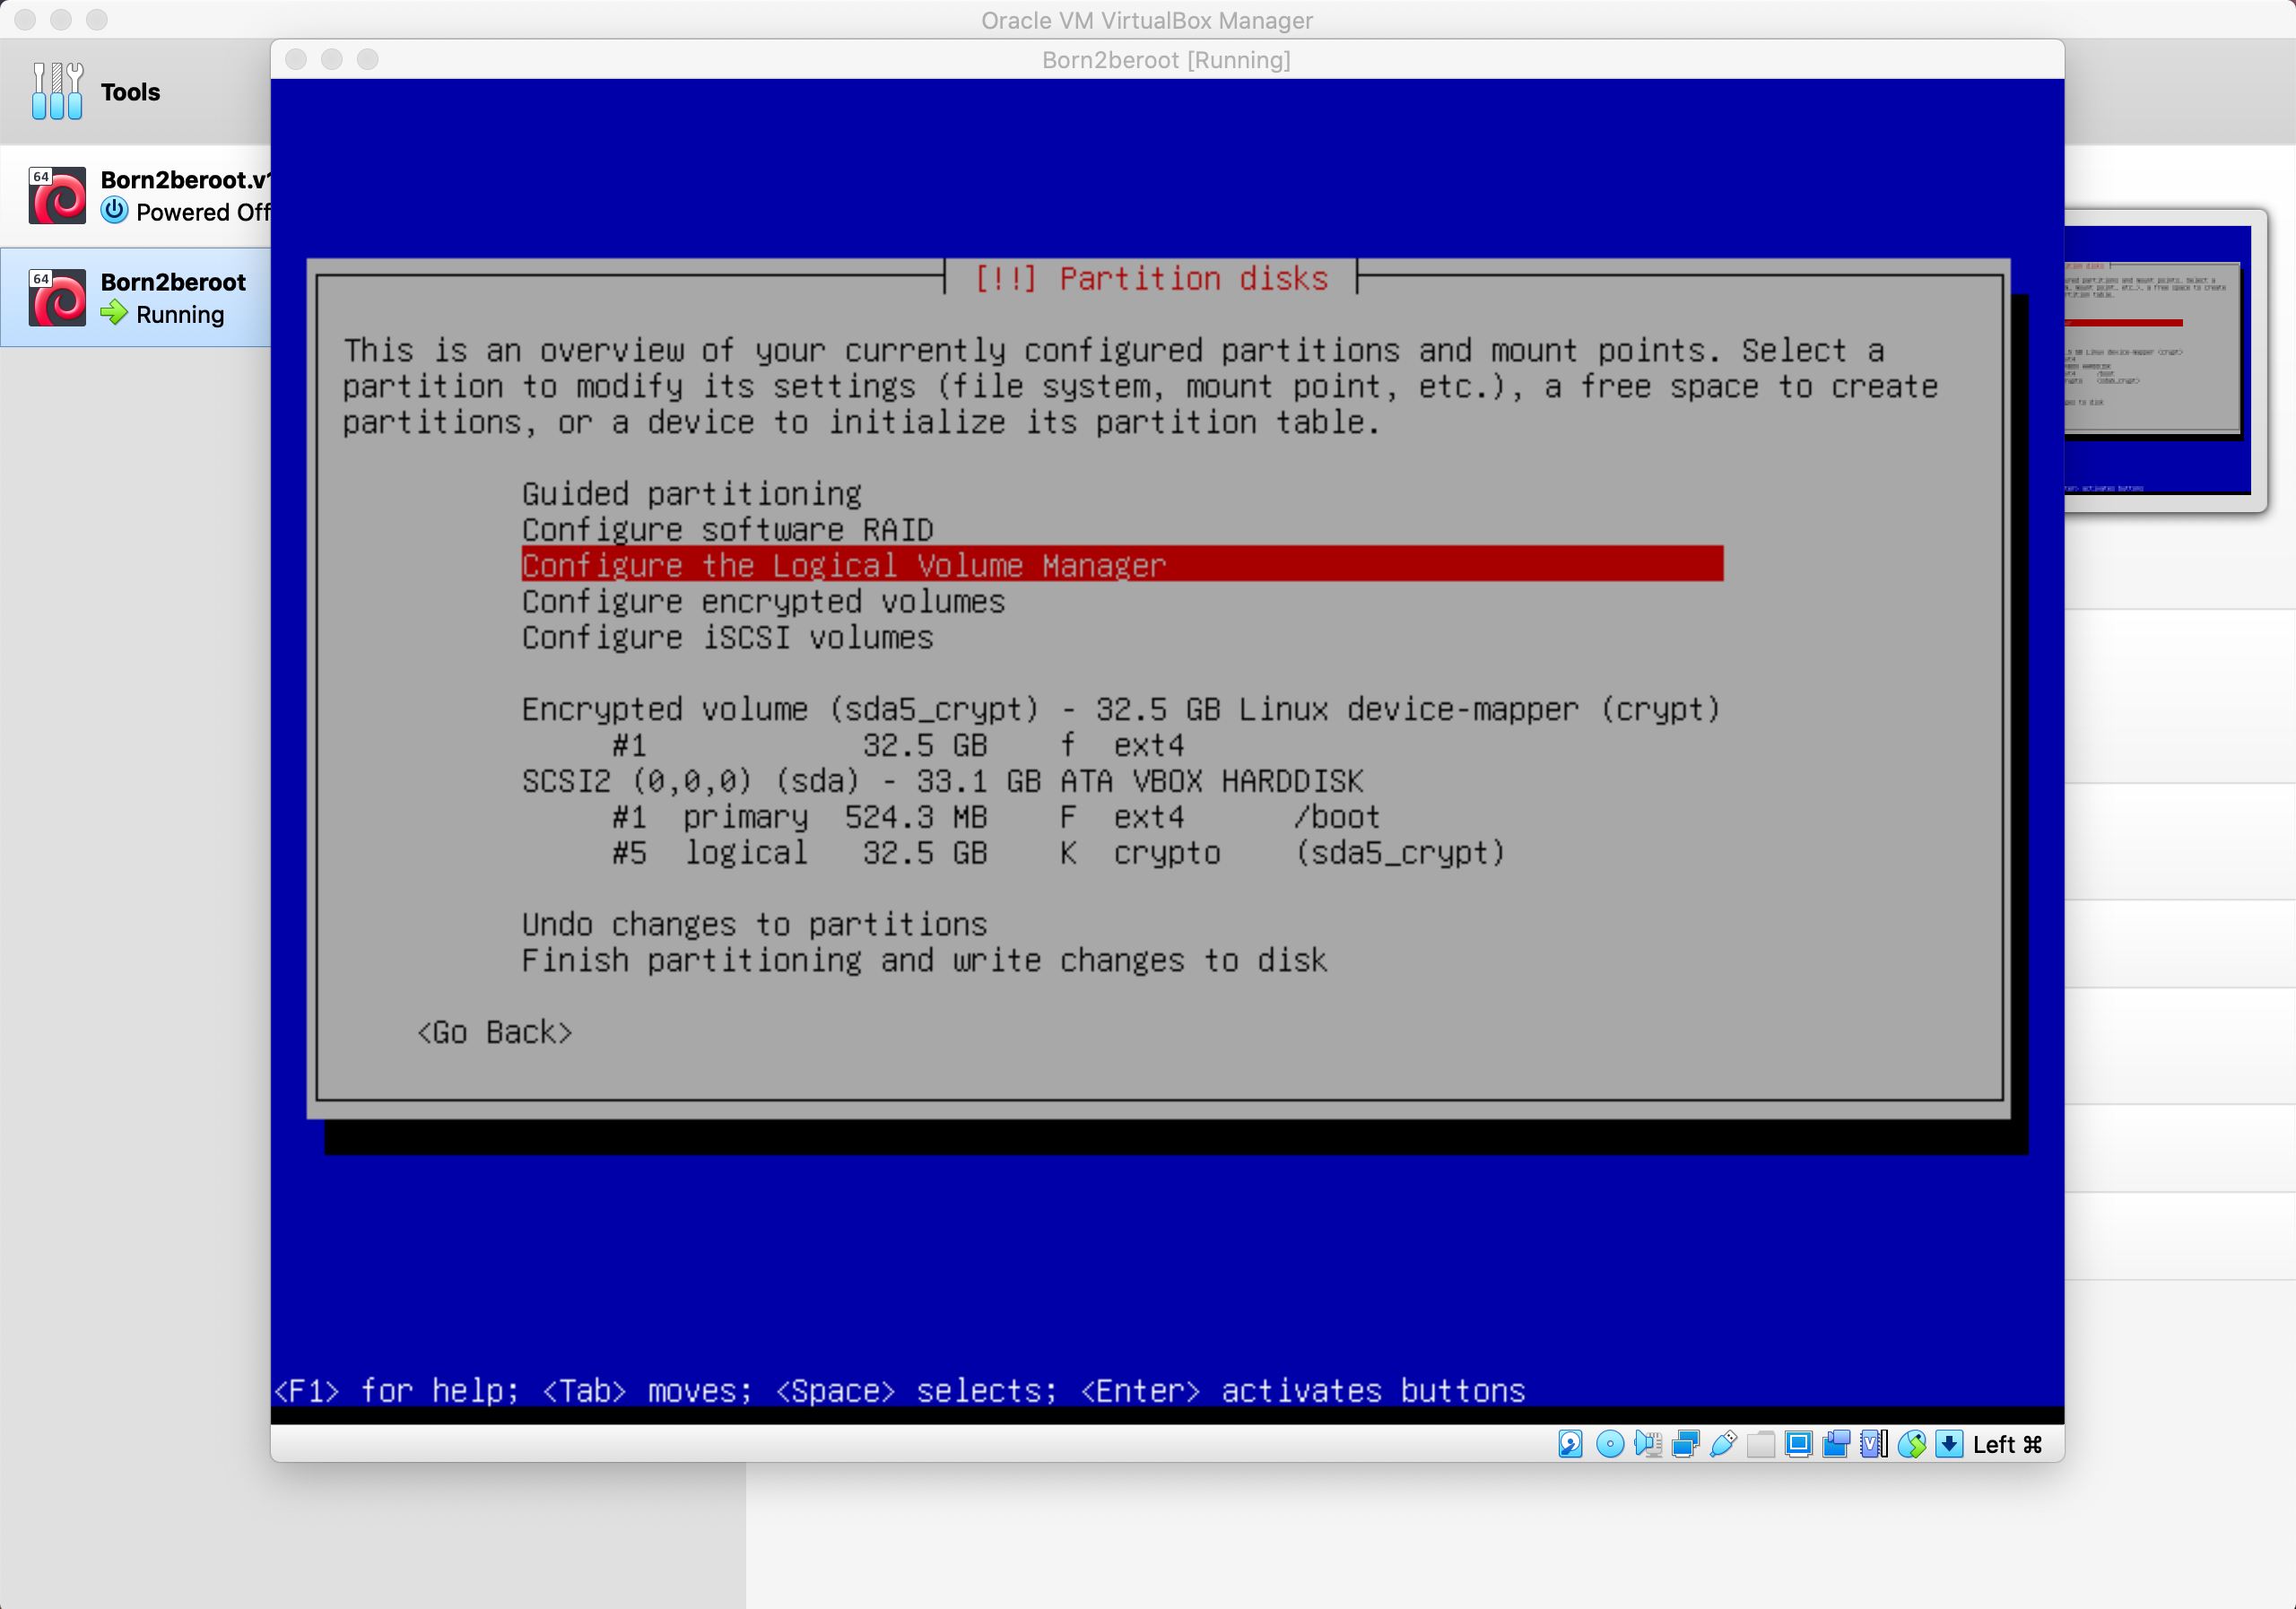 Oracle VM VirtualBox Manager
Born2beroot [Running]
Tools
64
Born2beroot.v1
Powered Off
64
Born2beroot
Running
[!!] Partition disks
This is an overview of your currently configured partitions and mount points. Select a
partition to modify its settings (file system, mount point, etc.), a free space to create
partitions, or a device to initialize its partition table.
Guided partitioning
Configure software RAID
Configure the Logical Volume Manager
Configure encrypted volumes
Configure iSCSI volumes
Encrypted volume (sda5_crypt) - 32.5 GB Linux device-mapper (crypt)
#1 32.5 GB f ext4
SCSI2 (0,0,0) (sda) - 33.1 GB ATA VBOX HARDDISK
#1 primary 524.3 MB F ext4 /boot
#5 logical 32.5 GB K crypto (sda5_crypt)
Undo changes to partitions
Finish partitioning and write changes to disk
<Go Back>
<F1> for help; <Tab> moves; <Space> selects; <Enter> activates buttons
Left ⌘